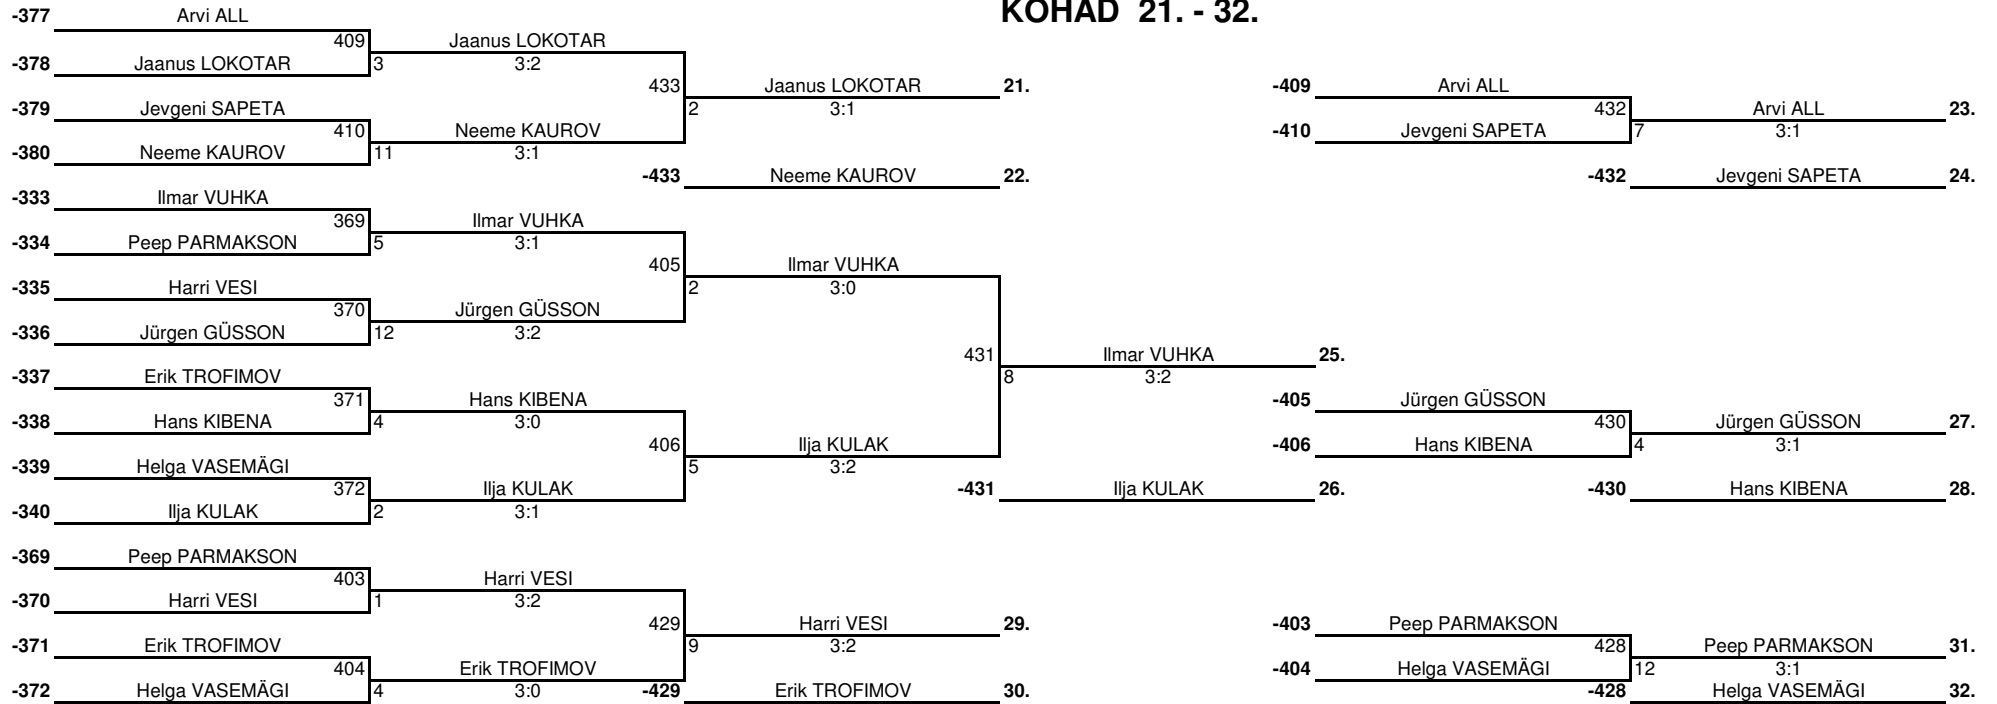 KOHAD 21. - 32.
-377 Arvi ALL
409 Jaanus LOKOTAR
-378 Jaanus LOKOTAR 3 3:2
433 Jaanus LOKOTAR 21. -409 Arvi ALL
-379 Jevgeni SAPETA 2 3:1 432 Arvi ALL 23.
410 Neeme KAUROV -410 Jevgeni SAPETA 7 3:1
-380 Neeme KAUROV 11 3:1
-433 Neeme KAUROV 22. -432 Jevgeni SAPETA 24.
-333 Ilmar VUHKA
369 Ilmar VUHKA
-334 Peep PARMAKSON 5 3:1
405 Ilmar VUHKA
-335 Harri VESI 2 3:0
370 Jürgen GÜSSON
-336 Jürgen GÜSSON 12 3:2
431 Ilmar VUHKA 25.
-337 Erik TROFIMOV 8 3:2
371 Hans KIBENA -405 Jürgen GÜSSON
-338 Hans KIBENA 4 3:0 430 Jürgen GÜSSON 27.
406 Ilja KULAK -406 Hans KIBENA 4 3:1
-339 Helga VASEMÄGI 5 3:2
372 Ilja KULAK -431 Ilja KULAK 26. -430 Hans KIBENA 28.
-340 Ilja KULAK 2 3:1
-369 Peep PARMAKSON
403 Harri VESI
-370 Harri VESI 1 3:2
429 Harri VESI 29. -403 Peep PARMAKSON
-371 Erik TROFIMOV 9 3:2 428 Peep PARMAKSON 31.
404 Erik TROFIMOV -404 Helga VASEMÄGI 12 3:1
-372 Helga VASEMÄGI 4 3:0 -429 Erik TROFIMOV 30. -428 Helga VASEMÄGI 32.